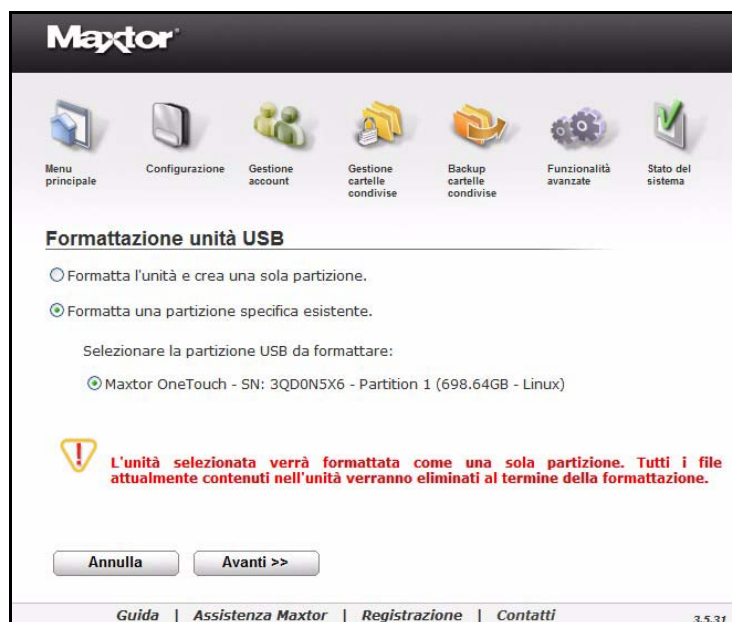 Maxtor
Menu principale
Configurazione
Gestione account
Gestione cartelle condivise
Backup cartelle condivise
Funzionalità avanzate
Stato del sistema
Formattazione unità USB
Formatta l'unità e crea una sola partizione.
Formatta una partizione specifica esistente.
Selezionare la partizione USB da formattare:
Maxtor OneTouch - SN: 3QD0N5X6 - Partition 1 (698.64GB - Linux)
L'unità selezionata verrà formattata come una sola partizione. Tutti i file
attualmente contenuti nell'unità verranno eliminati al termine della formattazione.
Annulla
Avanti >>
Guida | Assistenza Maxtor | Registrazione | Contatti
3.5.31